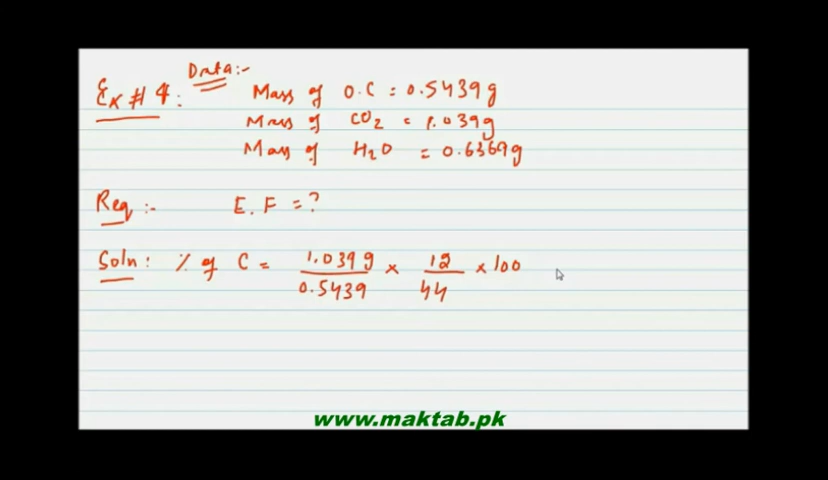 Data:-
Ex # 4: Mass of O.C = 0.5439g
Mass of CO2 = 1.039g
Mass of H2O = 0.6369g
Req :- E.F = ?
Soln: % of C = 1.039g / 0.5439 × 12 / 44 × 100
www.maktab.pk